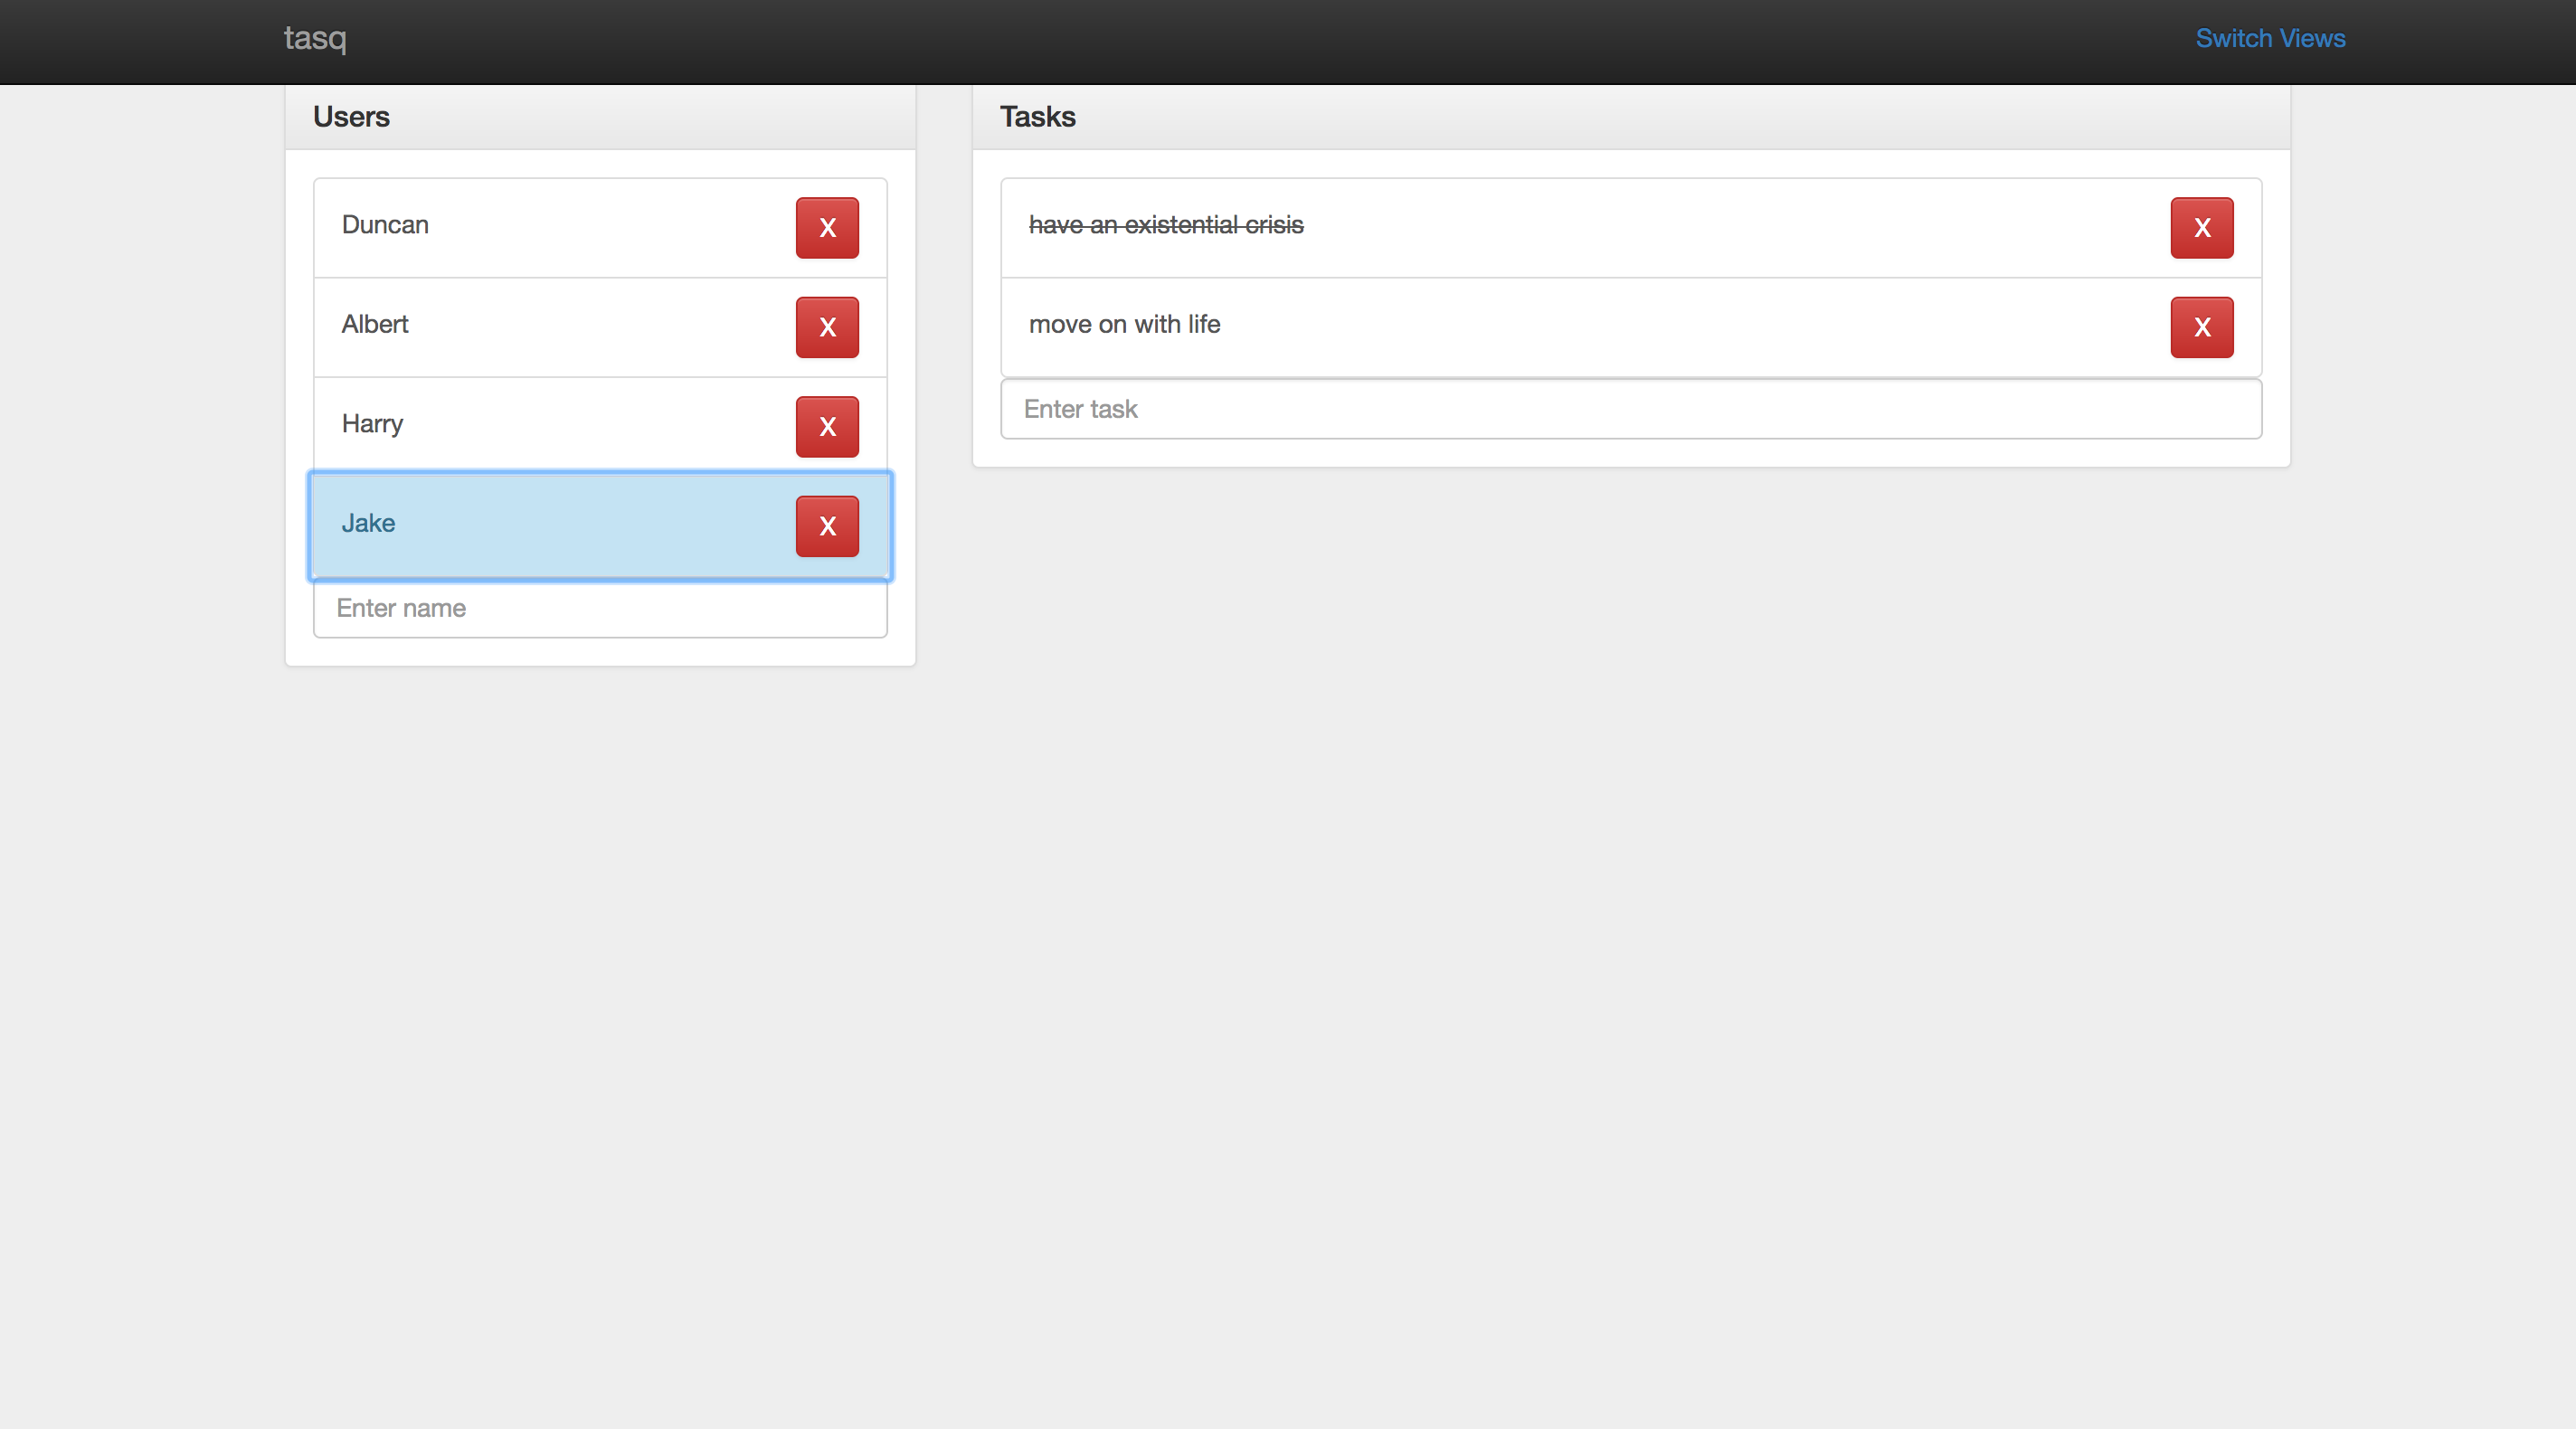 tasq
Switch Views
Users
Duncan
X
Albert
X
Harry
X
Jake
X
Enter name
Tasks
have an existential crisis
X
move on with life
X
Enter task